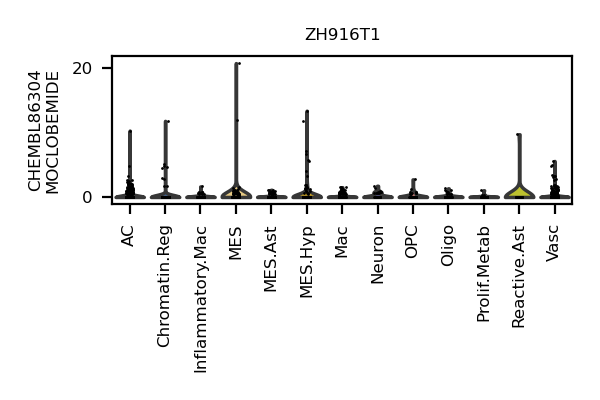 ZH916T1
CHEMBL86304
MOCLOBEMIDE
20
0
AC
Chromatin.Reg
Inflammatory.Mac
MES
MES.Ast
MES.Hyp
Mac
Neuron
OPC
Oligo
Prolif.Metab
Reactive.Ast
Vasc